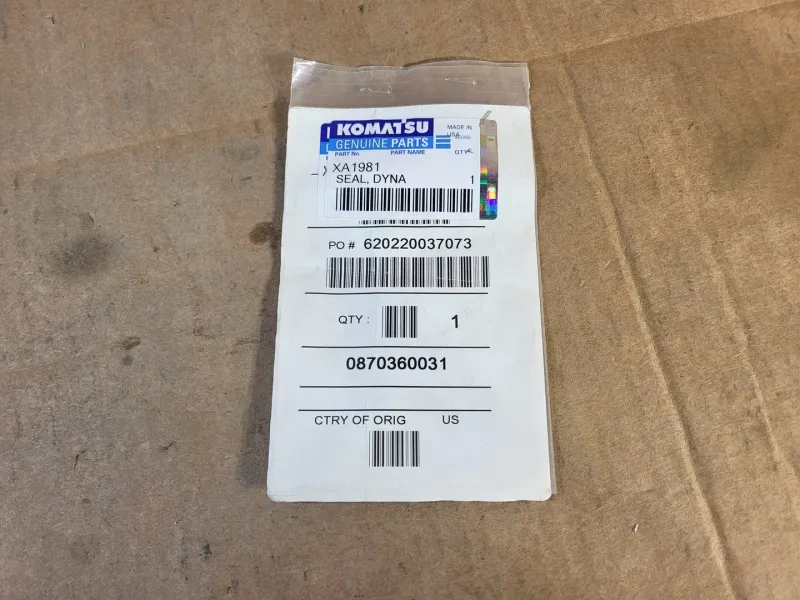 KOMATSU
GENUINE PARTS
MADE IN
USA
PART No. PART NAME QTY
XA1981
SEAL, DYNA 1
PO # 620220037073
QTY : 1
0870360031
CTRY OF ORIG US